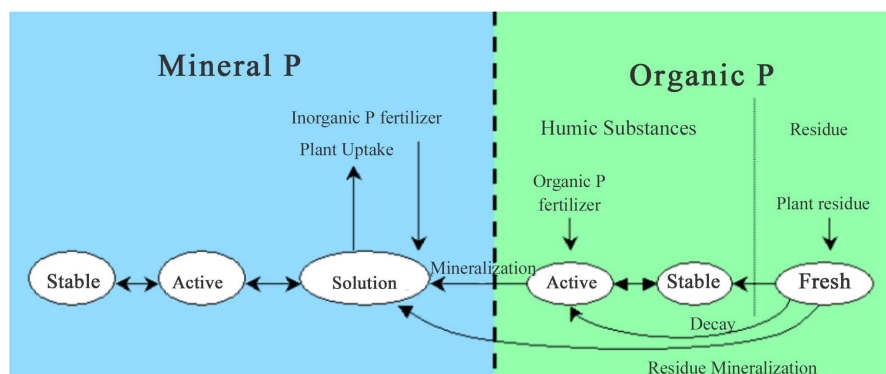 Mineral P
Organic P
Inorganic P fertilizer
Plant Uptake
Humic Substances
Residue
Organic P
fertilizer
Plant residue
Stable
Active
Solution
Mineralization
Active
Stable
Fresh
Decay
Residue Mineralization